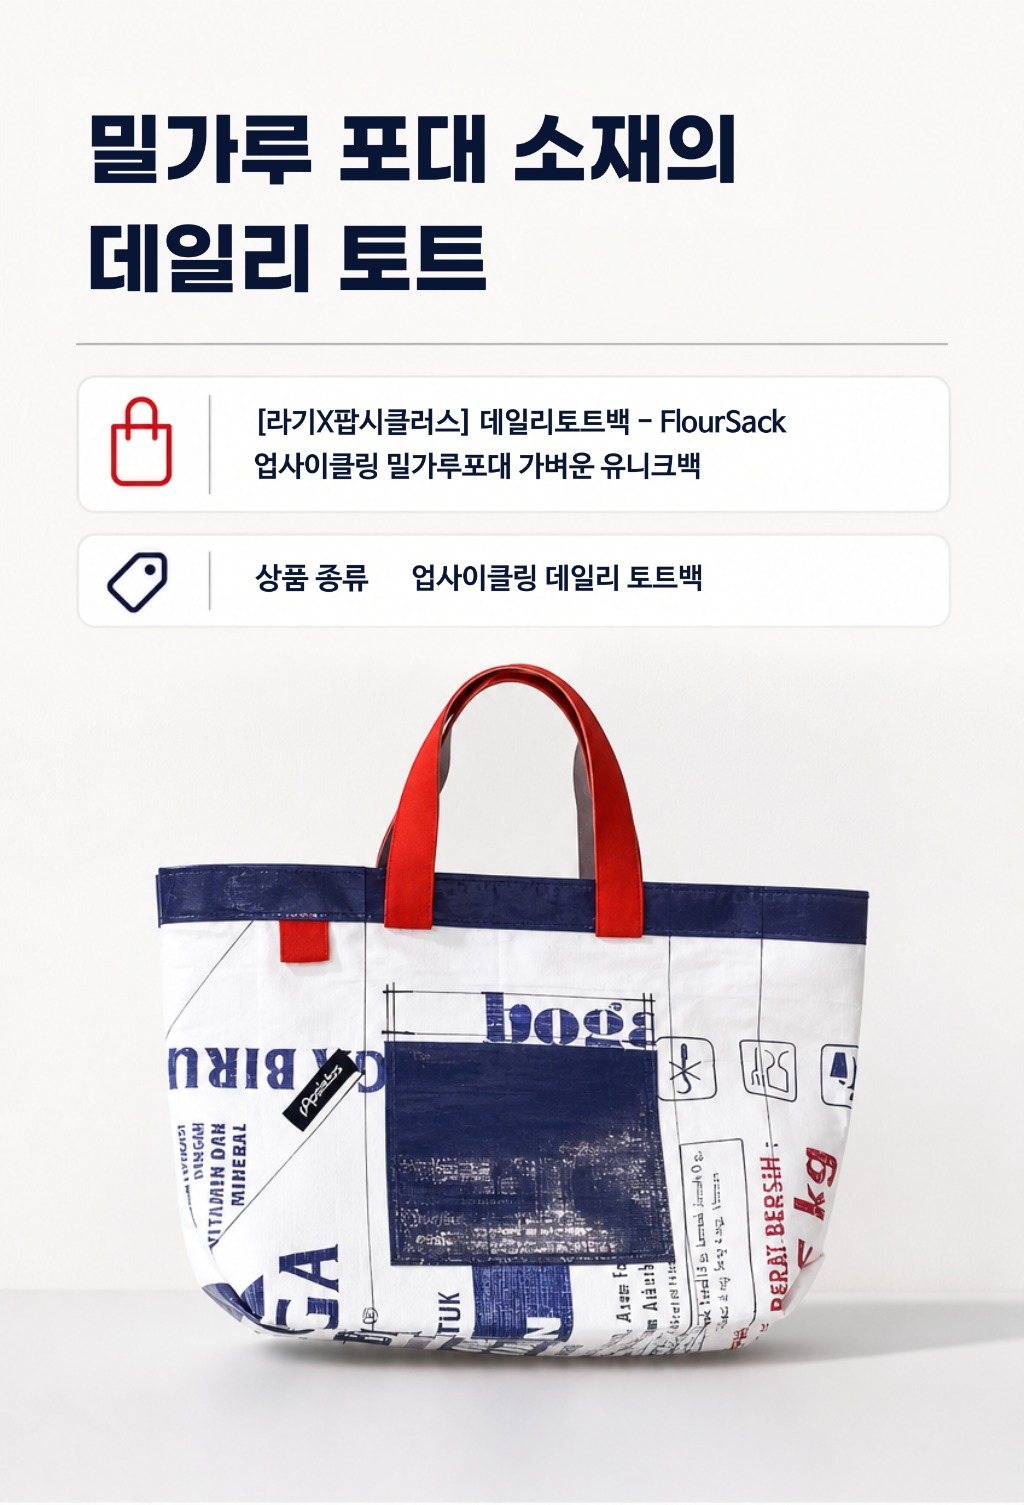 밀가루 포대 소재의
데일리 토트
[라기X팝시클러스] 데일리토트백 - FlourSack
업사이클링 밀가루포대 가벼운 유니크백
상품 종류 업사이클링 데일리 토트백
boga
BIRU
DENGAN
VITAMIN DAN
MINERAL
GA
TUK
BERAT BERSIH :
kg